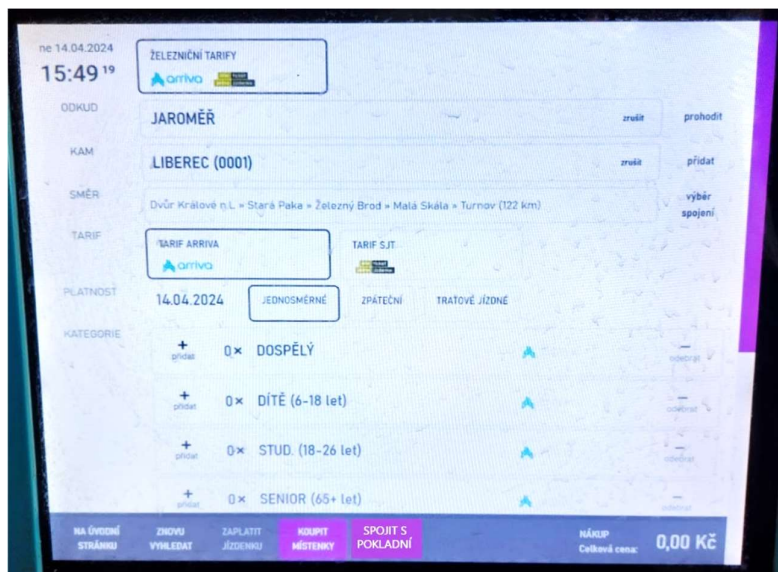 ne 14.04.2024
15:49 19
ŽELEZNIČNÍ TARIFY
arriva
ODKUD
JAROMĚŘ
zrušit
prohodit
KAM
LIBEREC (0001)
zrušit
přidat
SMĚR
Dvůr Králové n.L » Stará Paka » Železný Brod » Malá Skála » Turnov (122 km)
výběr
spojení
TARIF
TARIF ARRIVA
arriva
TARIF SJT
PLATNOST
14.04.2024
JEDNOSMĚRNÉ
ZPÁTEČNÍ
TRAŤOVÉ JÍZDNÉ
KATEGORIE
+
přidat
0× DOSPĚLÝ
–
odebrat
+
přidat
0× DÍTĚ (6-18 let)
–
odebrat
+
přidat
0× STUD. (18-26 let)
–
odebrat
+
přidat
0× SENIOR (65+ let)
–
odebrat
NA ÚVODNÍ
STRÁNKU
ZNOVU
VYHLEDAT
ZAPLATIT
JÍZDENKU
KOUPIT
MÍSTENKY
SPOJIT S
POKLADNÍ
NÁKUP
Celková cena:
0,00 Kč